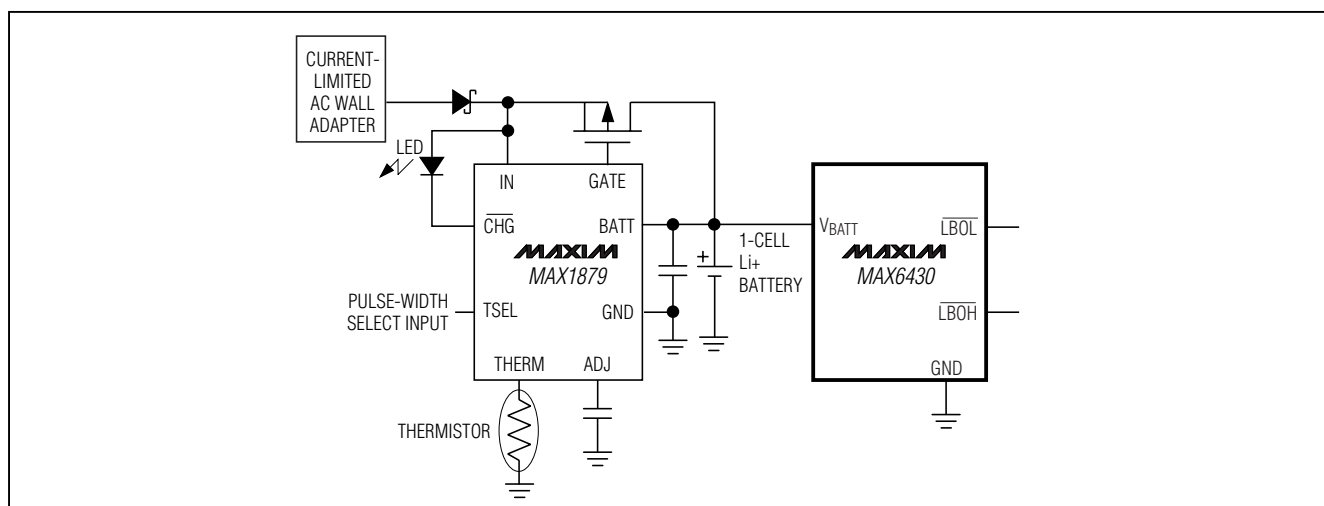 CURRENT-
LIMITED
AC WALL
ADAPTER
LED
IN
GATE
CHG
BATT
MAXIM
MAX1879
PULSE-WIDTH
SELECT INPUT
TSEL
GND
THERM
ADJ
THERMISTOR
+
1-CELL
Li+
BATTERY
VBATT
LBOL
MAXIM
MAX6430
LBOH
GND